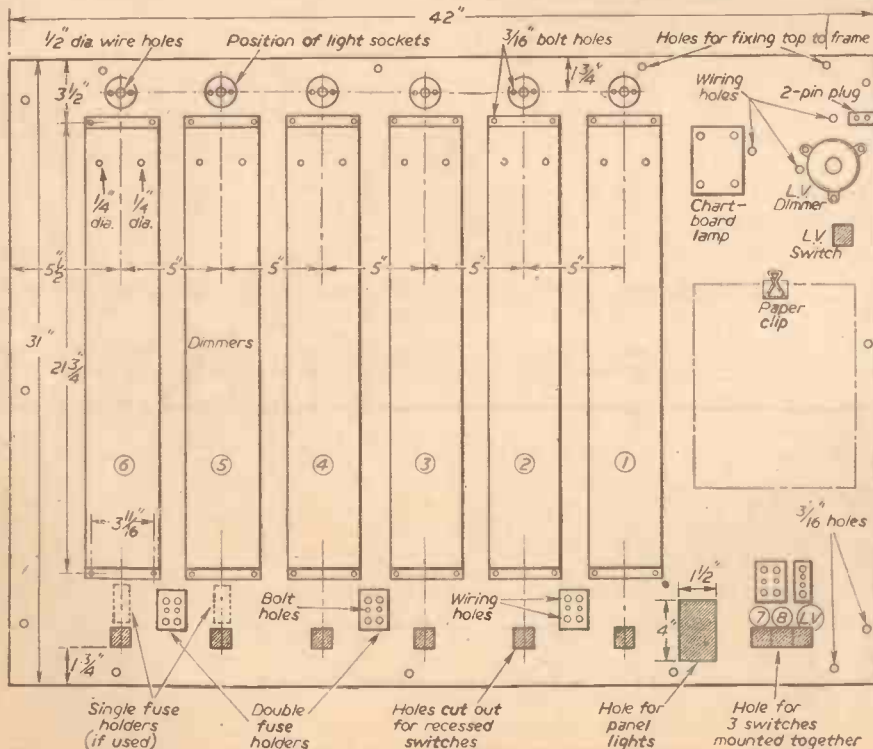 42"
1/2" dia. wire holes
Position of light sockets
3/16" bolt holes
Holes for fixing top to frame
1 3/4"
3 1/2"
Wiring
holes
2-pin plug
1/4"
dia.
1/4"
dia.
Chart-
board
lamp
L.V.
Dimmer
L.V.
Switch
5 1/2"
5"
5"
5"
5"
5"
Paper
clip
31"
21 3/4"
Dimmers
6
5
4
3
2
1
3 11/16"
3/16" holes
1 1/2"
Bolt
holes
Wiring
holes
4"
7
8
LV
1 3/4"
Single fuse
holders
(if used)
Double
fuse
holders
Holes cut out
for recessed
switches
Hole for
panel
lights
Hole for
3 switches
mounted together